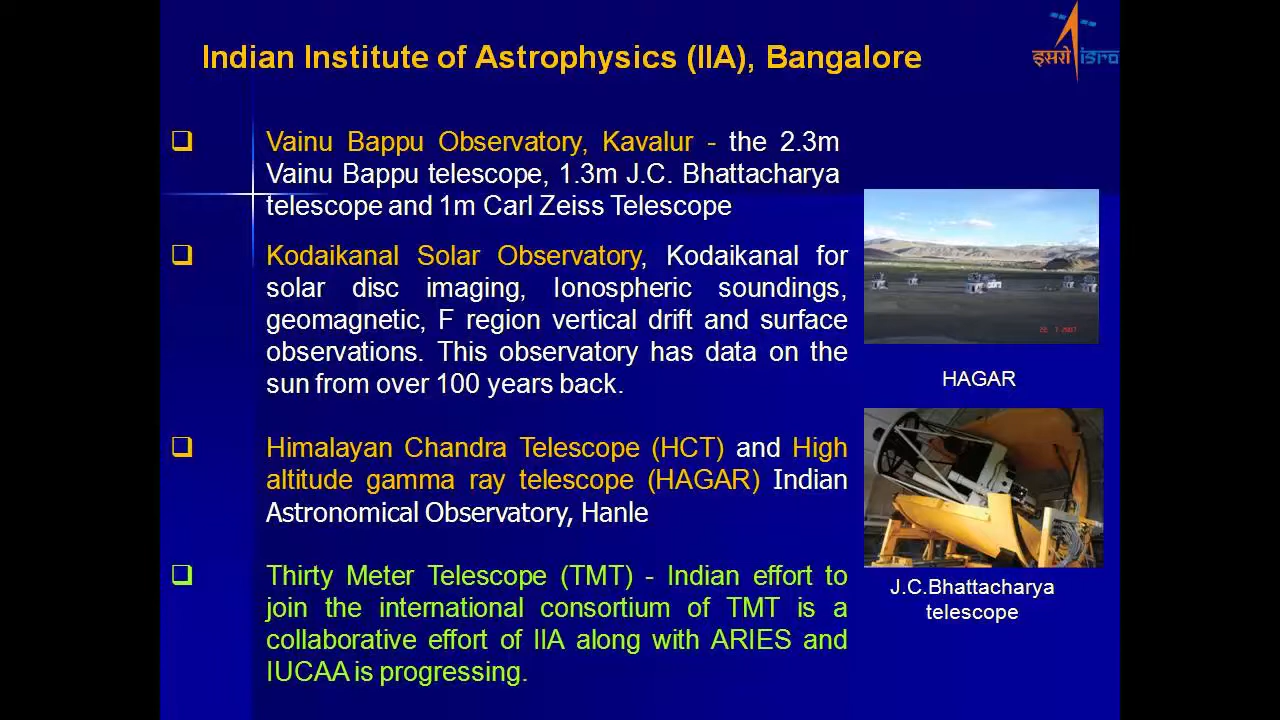 Indian Institute of Astrophysics (IIA), Bangalore
इसरो isro
Vainu Bappu Observatory, Kavalur - the 2.3m
Vainu Bappu telescope, 1.3m J.C. Bhattacharya
telescope and 1m Carl Zeiss Telescope
Kodaikanal Solar Observatory, Kodaikanal for
solar disc imaging, Ionospheric soundings,
geomagnetic, F region vertical drift and surface
observations. This observatory has data on the
sun from over 100 years back.
Himalayan Chandra Telescope (HCT) and High
altitude gamma ray telescope (HAGAR) Indian
Astronomical Observatory, Hanle
Thirty Meter Telescope (TMT) - Indian effort to
join the international consortium of TMT is a
collaborative effort of IIA along with ARIES and
IUCAA is progressing.
22 7 2007
HAGAR
J.C.Bhattacharya
telescope